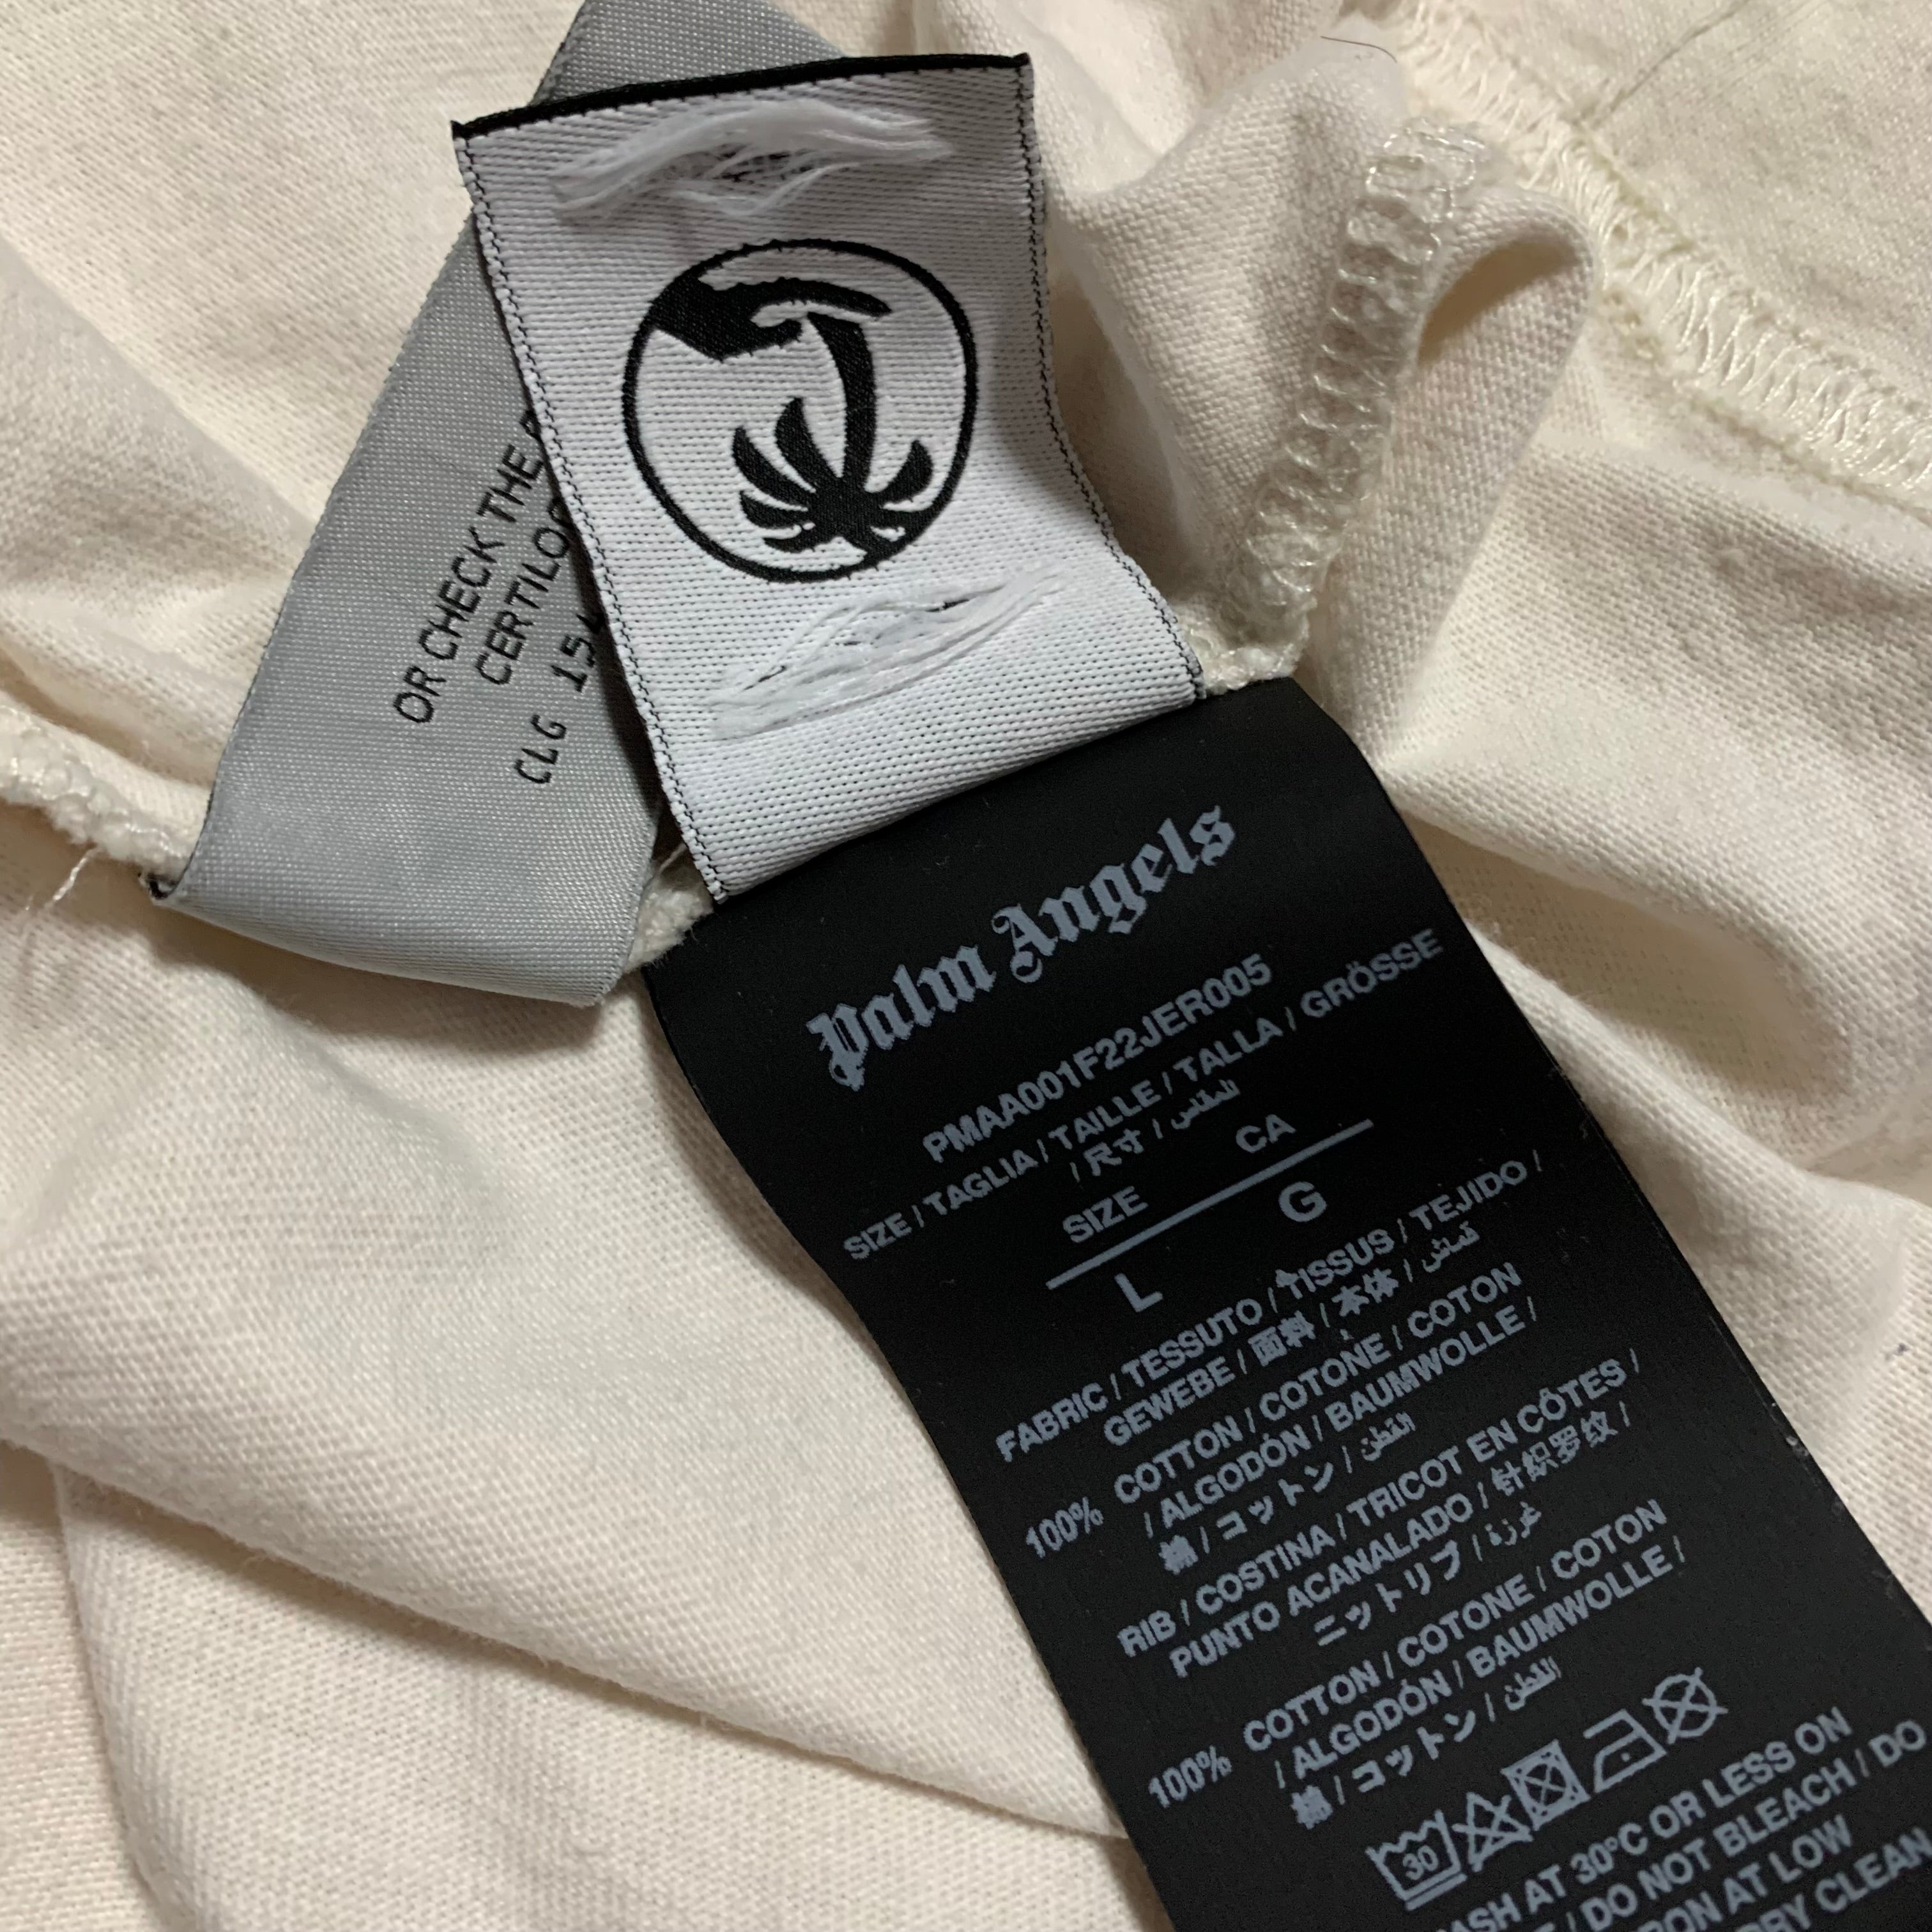 OR CHECK THE
CERTILO
CLG 15
Palm Angels
PMAA001F22JER005
SIZE / TAGLIA / TAILLE / TALLA / GRÖSSE
/ 尺寸 / المقاس
SIZE CA
L G
FABRIC / TESSUTO / TISSUS / TEJIDO /
GEWEBE / 面料 / 本体 / قماش
100% COTTON / COTONE / COTON
/ ALGODÓN / BAUMWOLLE /
棉 / コットン / القطن
RIB / COSTINA / TRICOT EN CÔTES /
PUNTO ACANALADO / 针织罗纹 /
ニットリブ / غرزة
100% COTTON / COTONE / COTON
/ ALGODÓN / BAUMWOLLE /
棉 / コットン / القطن
30
ASH AT 30°C OR LESS ON
/ DO NOT BLEACH / DO
RON AT LOW
RY CLEAN